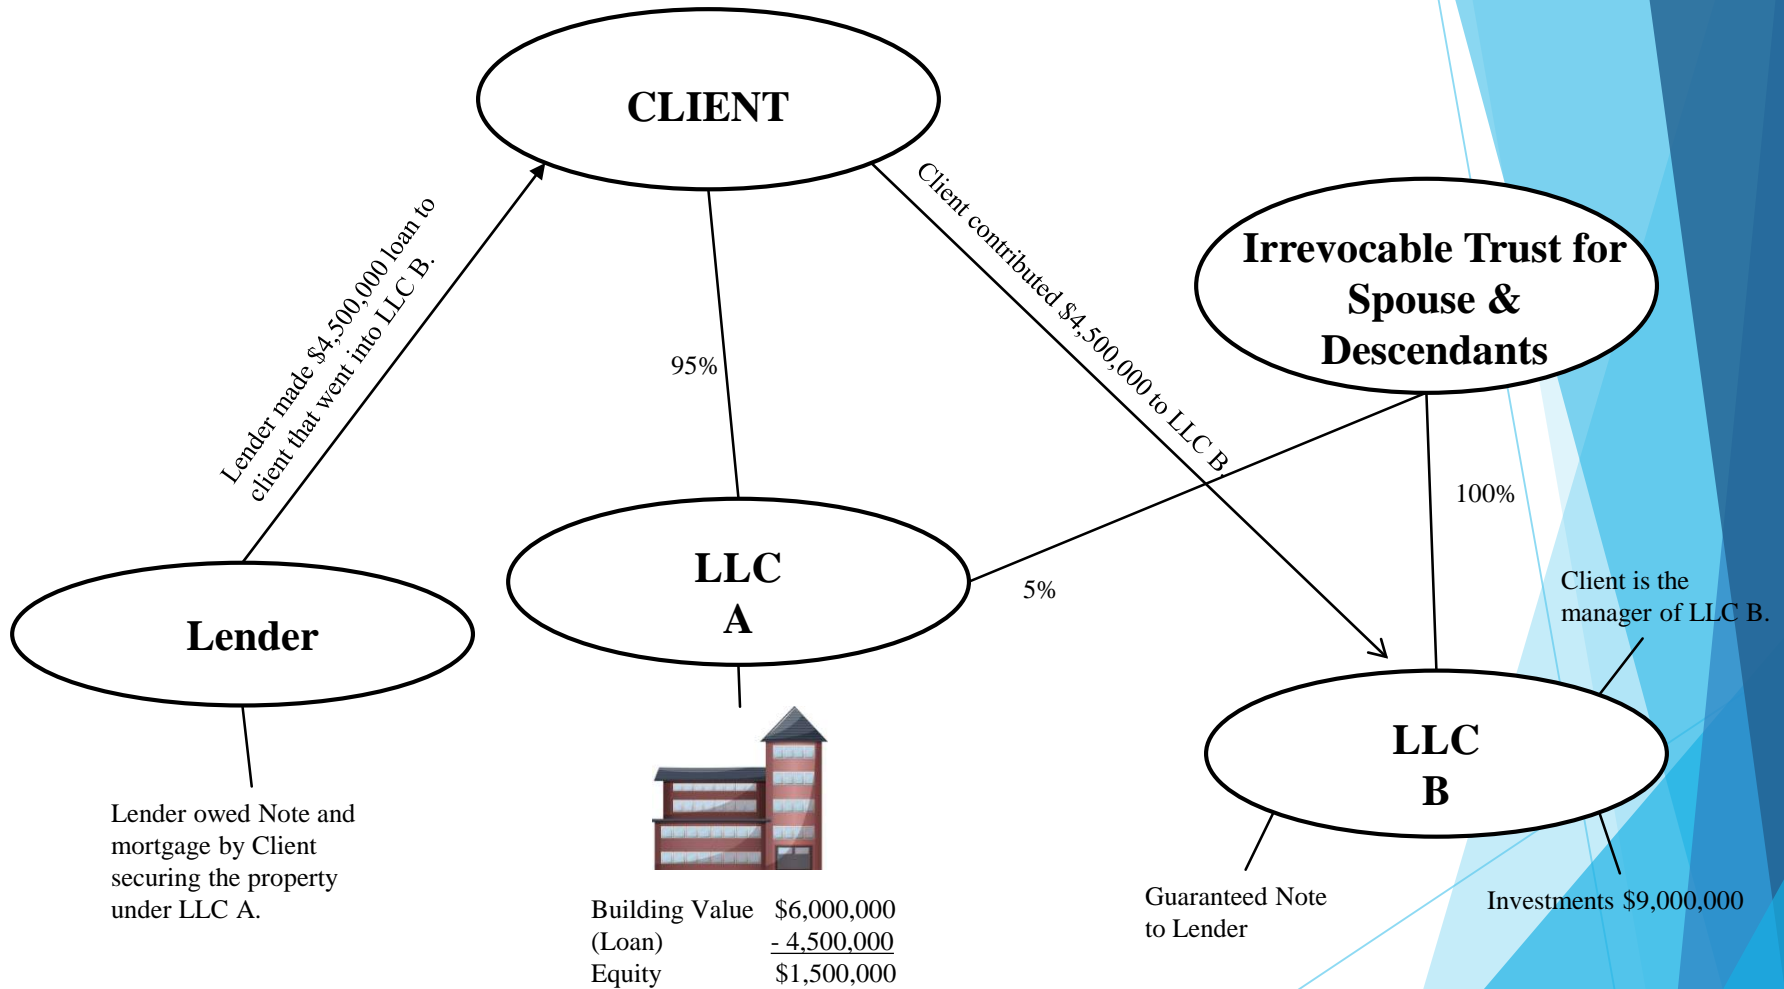 CLIENT
Lender made $4,500,000 loan to
client that went into LLC B.
Client contributed $4,500,000 to LLC B.
Irrevocable Trust for
Spouse &
Descendants
95%
100%
5%
LLC
A
Lender
Client is the
manager of LLC B.
LLC
B
Lender owed Note and
mortgage by Client
securing the property
under LLC A.
Building Value $6,000,000
(Loan) - 4,500,000
Equity $1,500,000
Guaranteed Note
to Lender
Investments $9,000,000